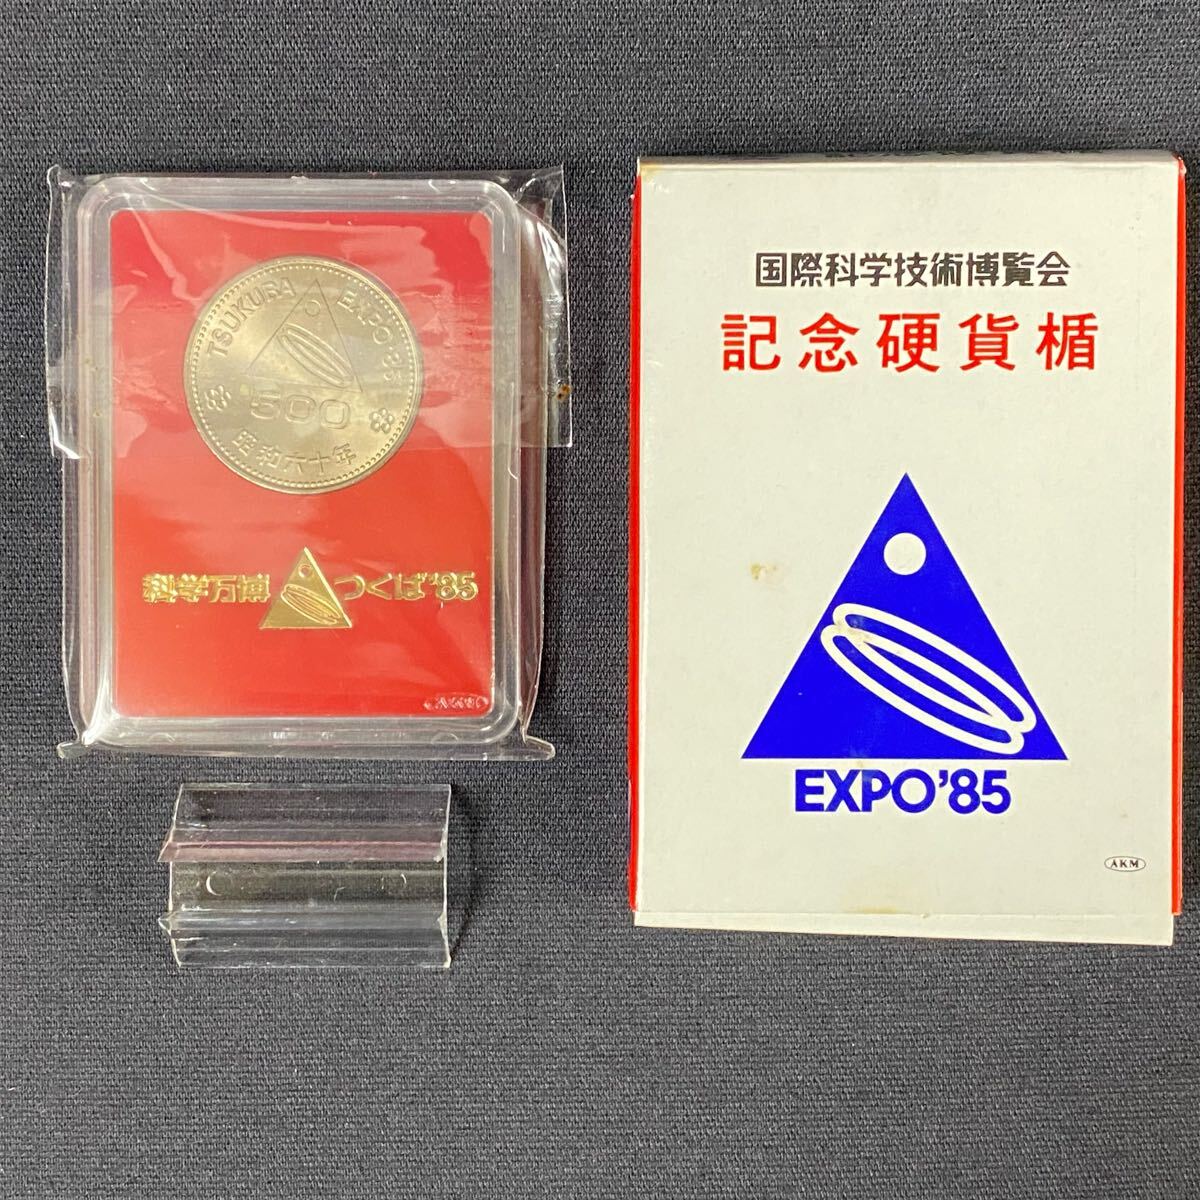 TSUKUBA EXPO'85
500
昭和六十年
科学万博 つくば'85
AKM
国際科学技術博覧会
記念硬貨楯
EXPO'85
AKM